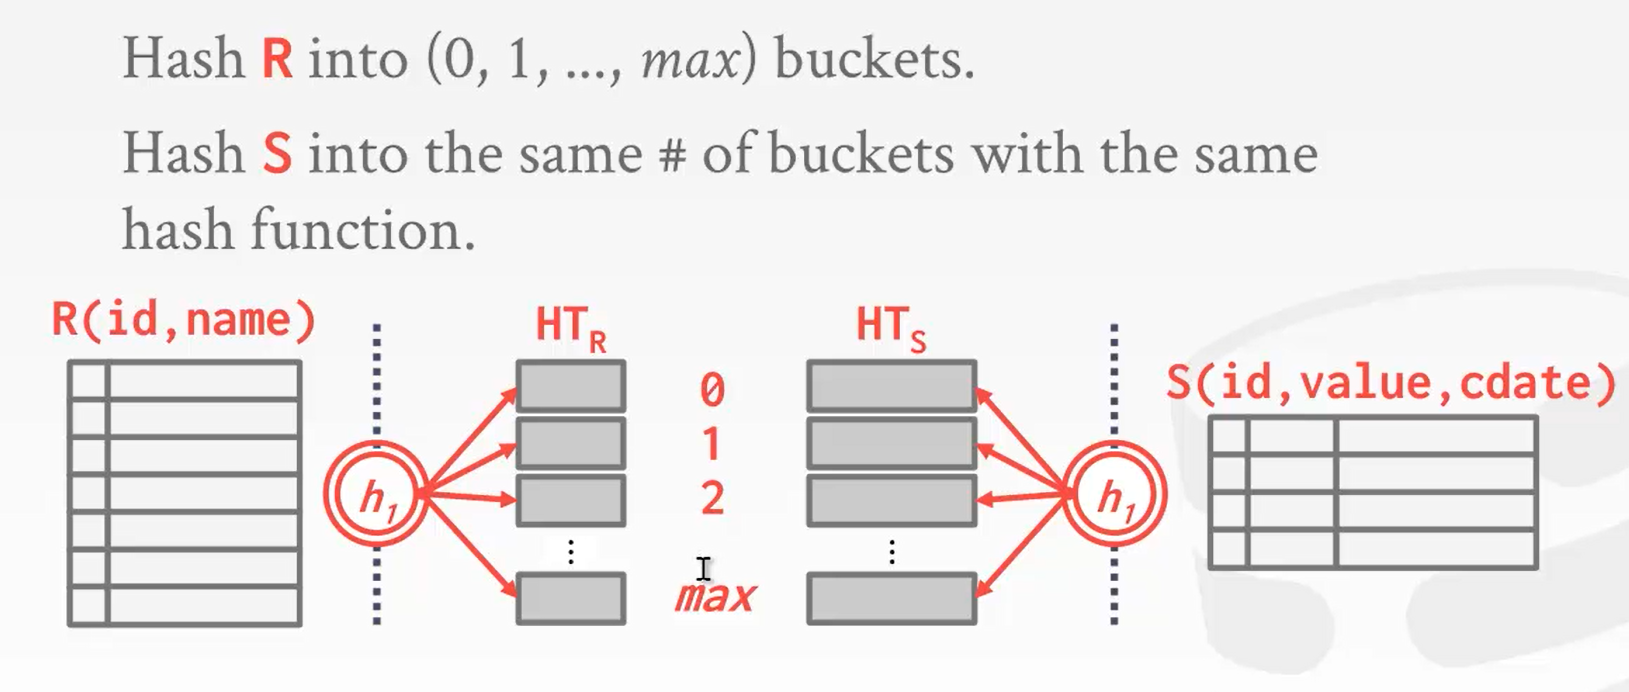 Hash R into (0, 1, ..., max) buckets.
Hash S into the same # of buckets with the same
hash function.
R(id,name)
HT_R
HT_S
S(id,value,cdate)
0
1
h_1
2
h_1
⋮
⋮
max